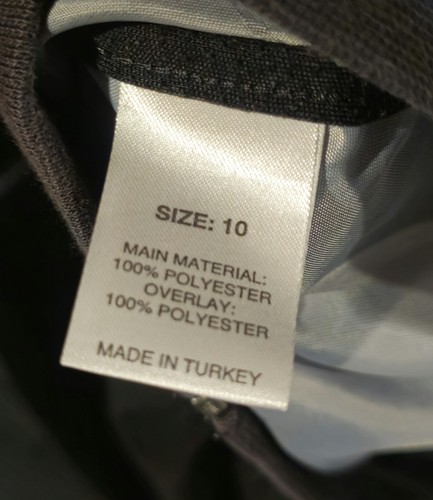 SIZE: 10
MAIN MATERIAL:
100% POLYESTER
OVERLAY:
100% POLYESTER
MADE IN TURKEY